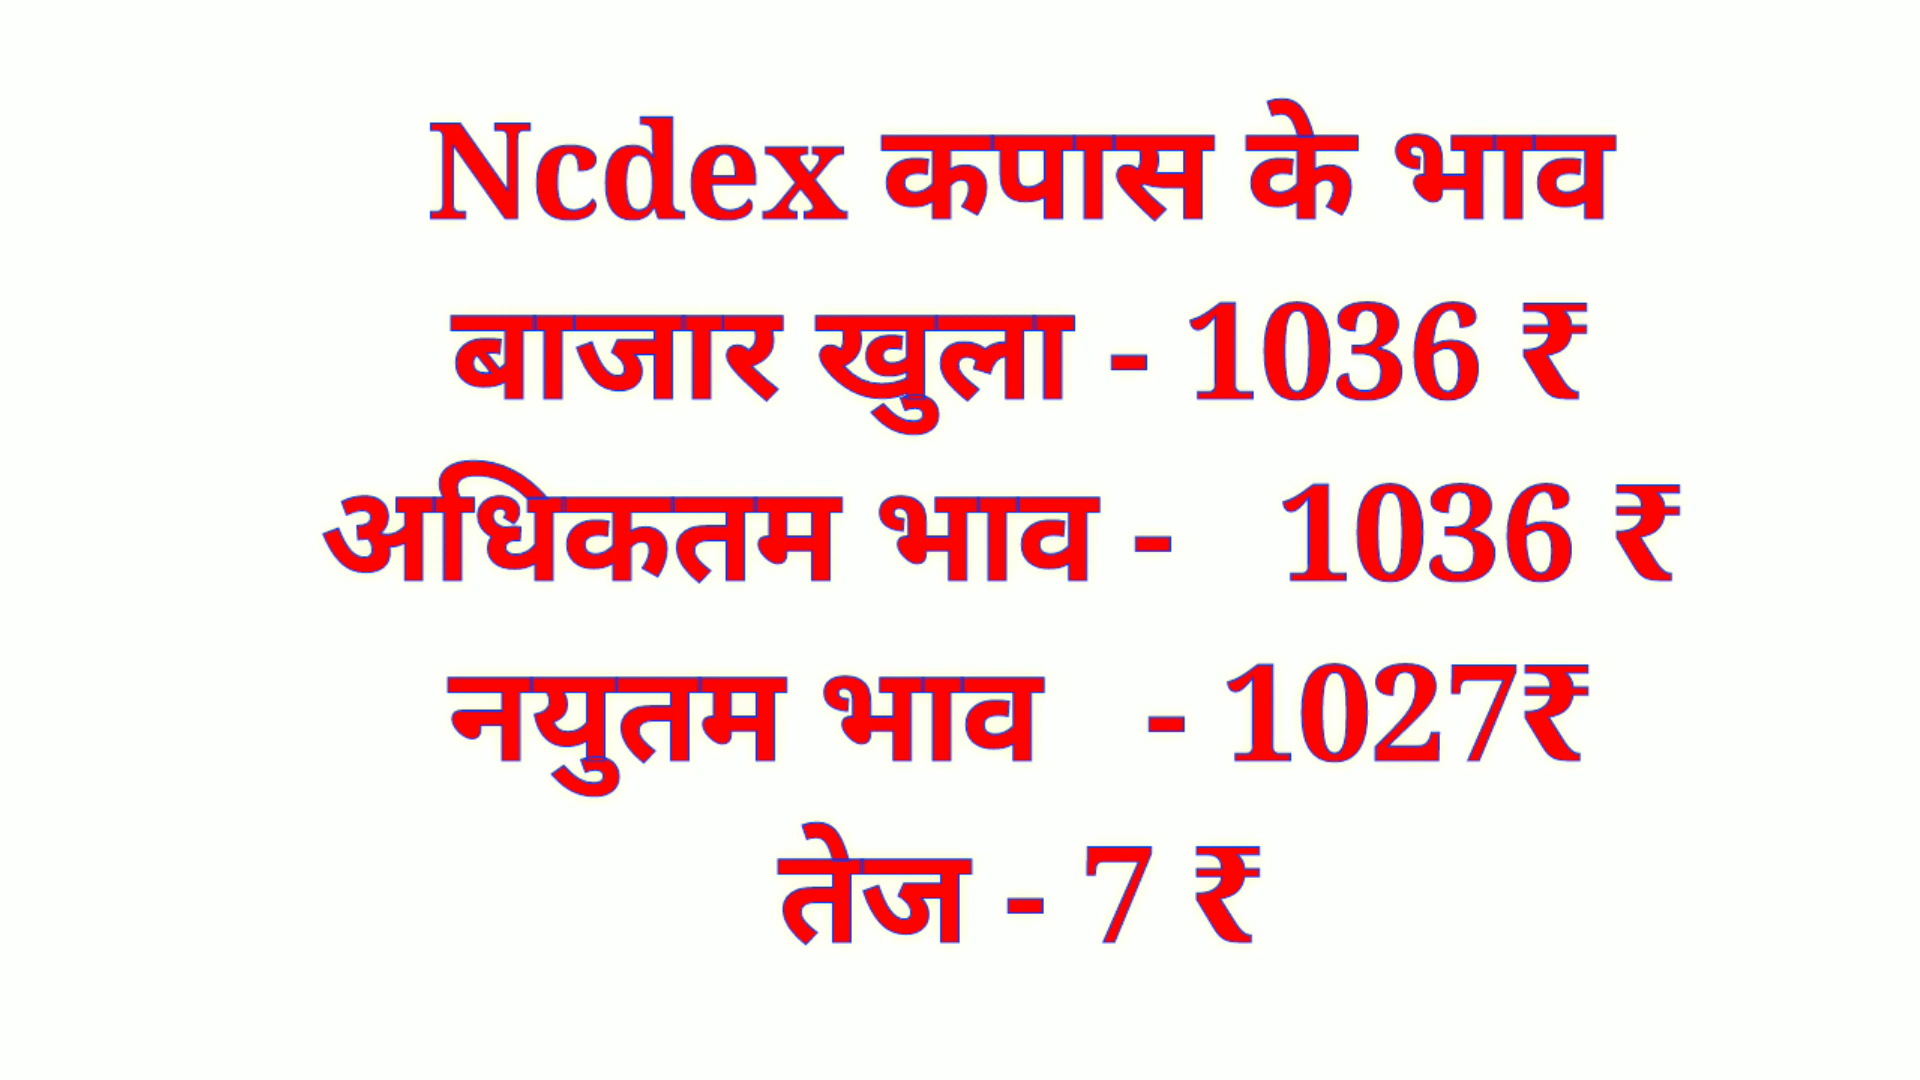 Ncdex कपास के भाव
बाजार खुला - 1036 ₹
अधिकतम भाव - 1036 ₹
नयुतम भाव - 1027₹
तेज - 7 ₹